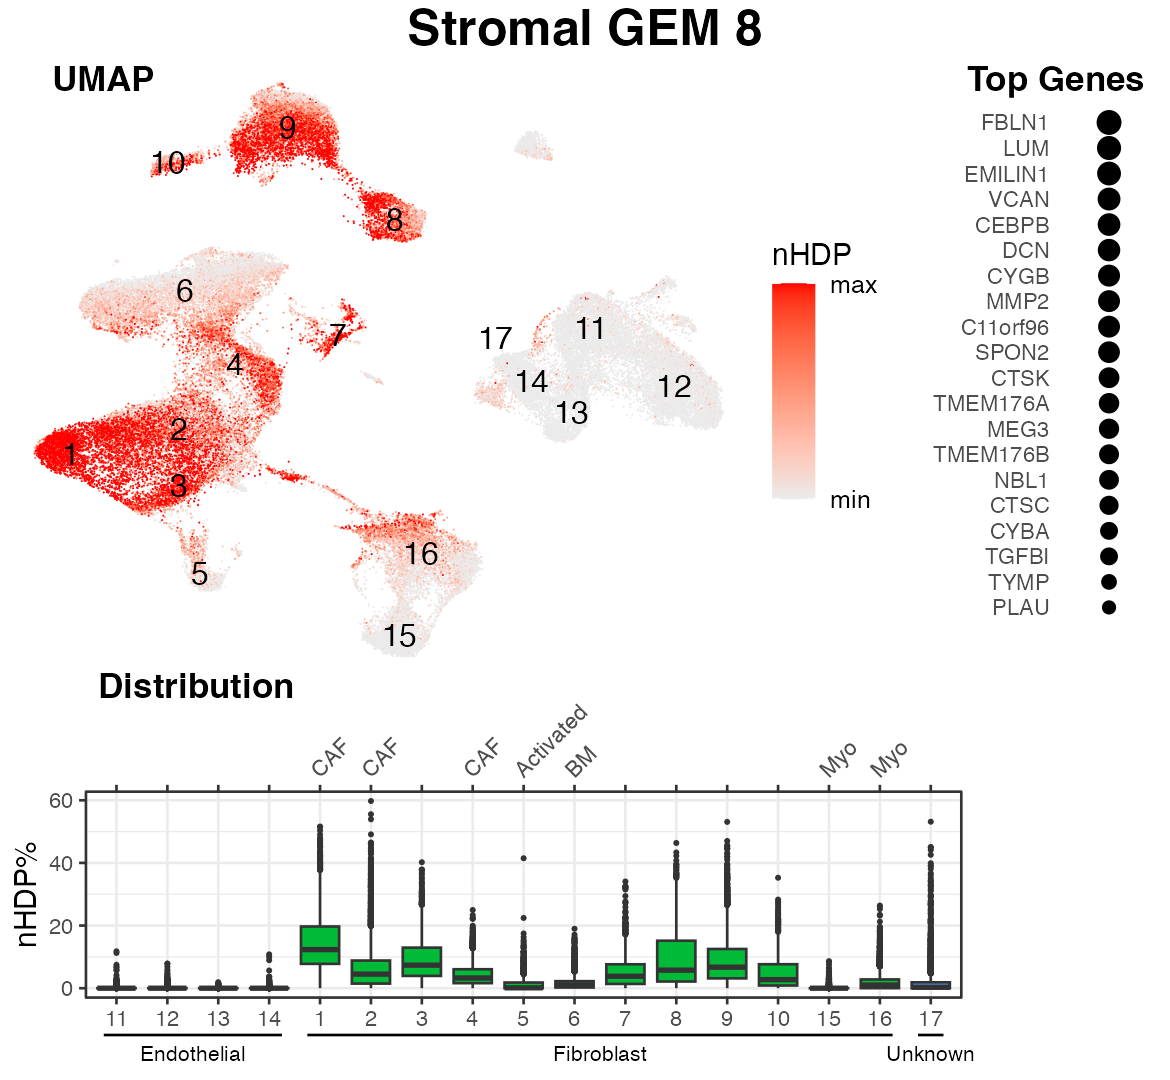 Stromal GEM 8
UMAP
Top Genes
9
10
8
6
7
4
2
1
3
5
16
15
17
11
14
12
13
nHDP
max
min
FBLN1
LUM
EMILIN1
VCAN
CEBPB
DCN
CYGB
MMP2
C11orf96
SPON2
CTSK
TMEM176A
MEG3
TMEM176B
NBL1
CTSC
CYBA
TGFBI
TYMP
PLAU
Distribution
CAF
CAF
CAF
Activated
BM
Myo
Myo
nHDP%
60
40
20
0
11 12 13 14 1 2 3 4 5 6 7 8 9 10 15 16 17
Endothelial Fibroblast Unknown